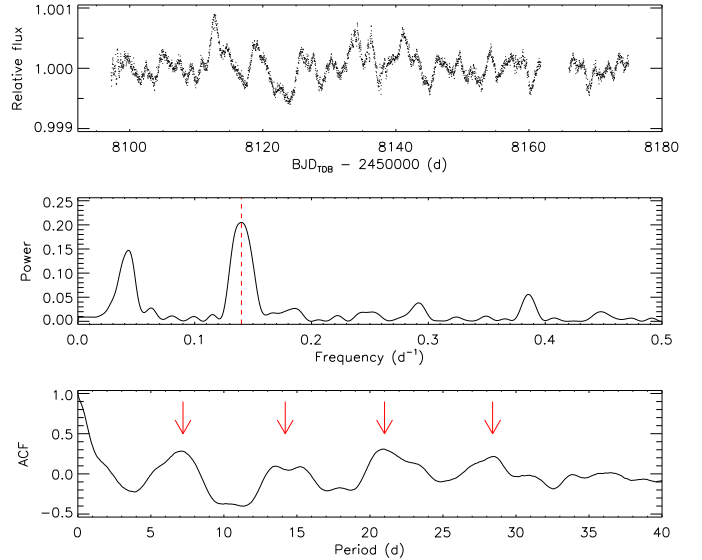 1.001
1.000
0.999
Relative flux
8100 8120 8140 8160 8180
BJD_TDB − 2450000 (d)
0.25
0.20
0.15
0.10
0.05
0.00
Power
0.0 0.1 0.2 0.3 0.4 0.5
Frequency (d⁻¹)
1.0
0.5
0.0
−0.5
ACF
0 5 10 15 20 25 30 35 40
Period (d)